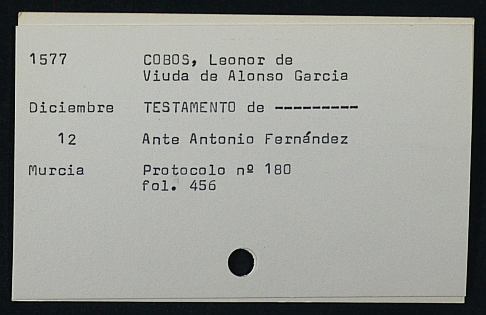 1577 COBOS, Leonor de
Viuda de Alonso Garcia
Diciembre TESTAMENTO de ---------
12 Ante Antonio Fernández
Murcia Protocolo nº 180
fol. 456